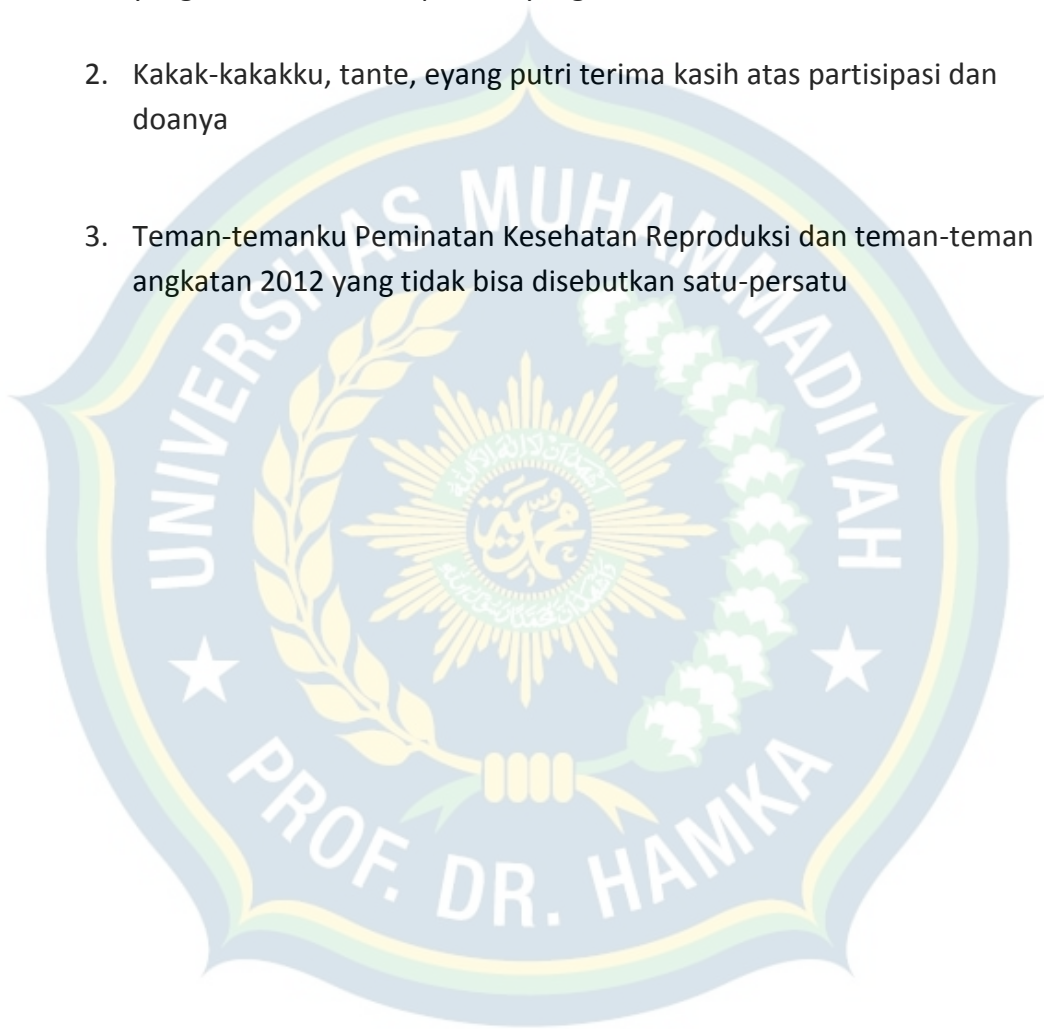 2. Kakak-kakakku, tante, eyang putri terima kasih atas partisipasi dan
doanya
3. Teman-temanku Peminatan Kesehatan Reproduksi dan teman-teman
angkatan 2012 yang tidak bisa disebutkan satu-persatu
UNIVERSITAS MUHAMMADIYAH
PROF. DR. HAMKA